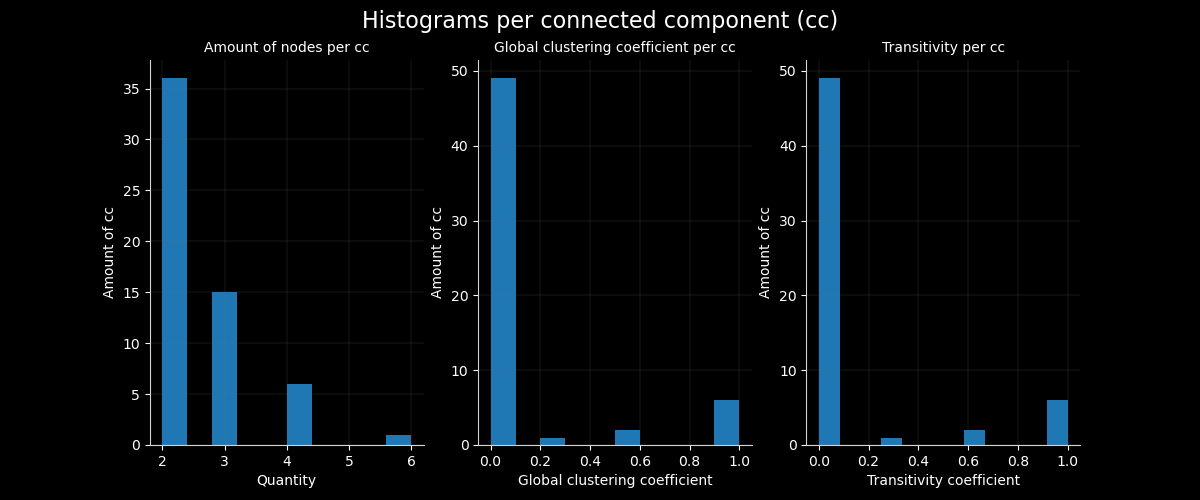 Histograms per connected component (cc)
Amount of nodes per cc
Amount of cc
0
5
10
15
20
25
30
35
2 3 4 5 6
Quantity
Global clustering coefficient per cc
Amount of cc
0
10
20
30
40
50
0.0 0.2 0.4 0.6 0.8 1.0
Global clustering coefficient
Transitivity per cc
Amount of cc
0
10
20
30
40
50
0.0 0.2 0.4 0.6 0.8 1.0
Transitivity coefficient